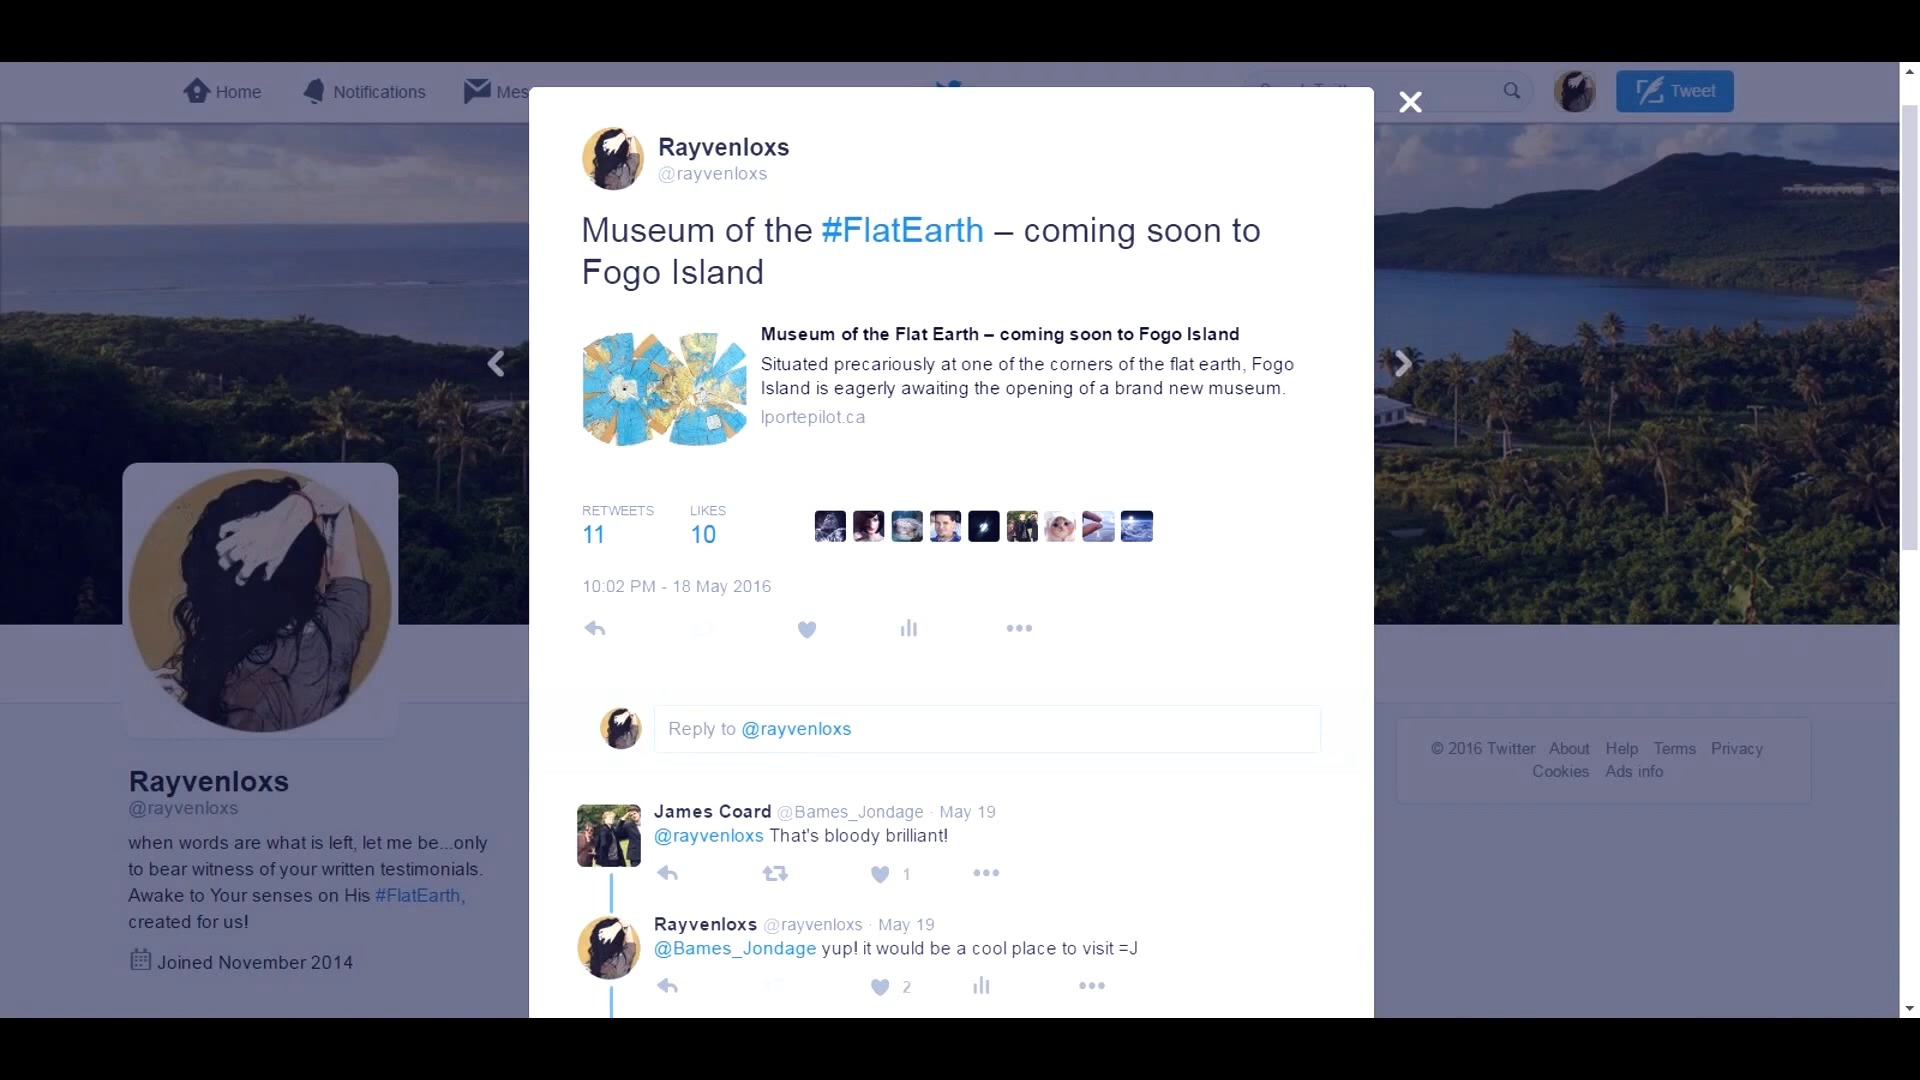 Home Notifications Mes
Tweet
Rayvenloxs
@rayvenloxs
Museum of the #FlatEarth – coming soon to
Fogo Island
Museum of the Flat Earth – coming soon to Fogo Island
Situated precariously at one of the corners of the flat earth, Fogo
Island is eagerly awaiting the opening of a brand new museum.
lportepilot.ca
RETWEETS LIKES
11 10
10:02 PM - 18 May 2016
Reply to @rayvenloxs
James Coard @Bames_Jondage · May 19
@rayvenloxs That's bloody brilliant!
1
Rayvenloxs @rayvenloxs · May 19
@Bames_Jondage yup! it would be a cool place to visit =J
2
Rayvenloxs
@rayvenloxs
when words are what is left, let me be...only
to bear witness of your written testimonials.
Awake to Your senses on His #FlatEarth,
created for us!
Joined November 2014
© 2016 Twitter About Help Terms Privacy
Cookies Ads info